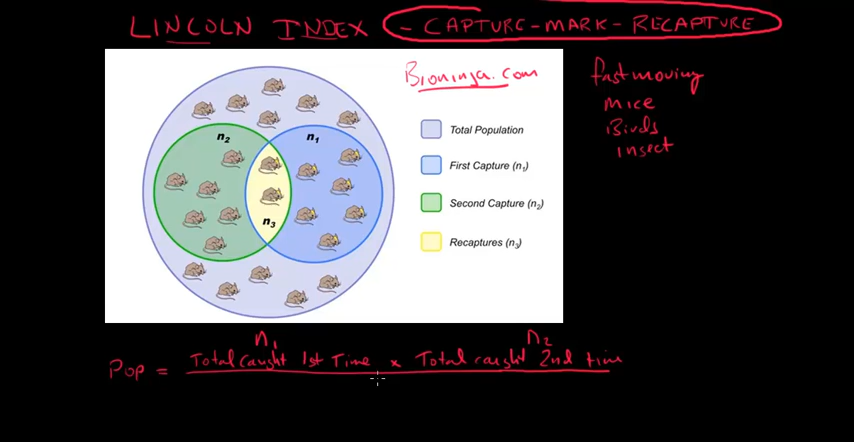 LINCOLN INDEX - CAPTURE-MARK-RECAPTURE
Bioninja.com
fast moving
mice
Birds
insect
n₂
n₁
n₃
Total Population
First Capture (n₁)
Second Capture (n₂)
Recaptures (n₃)
n₁ n₂
Pop = Total caught 1st Time x Total caught 2nd time